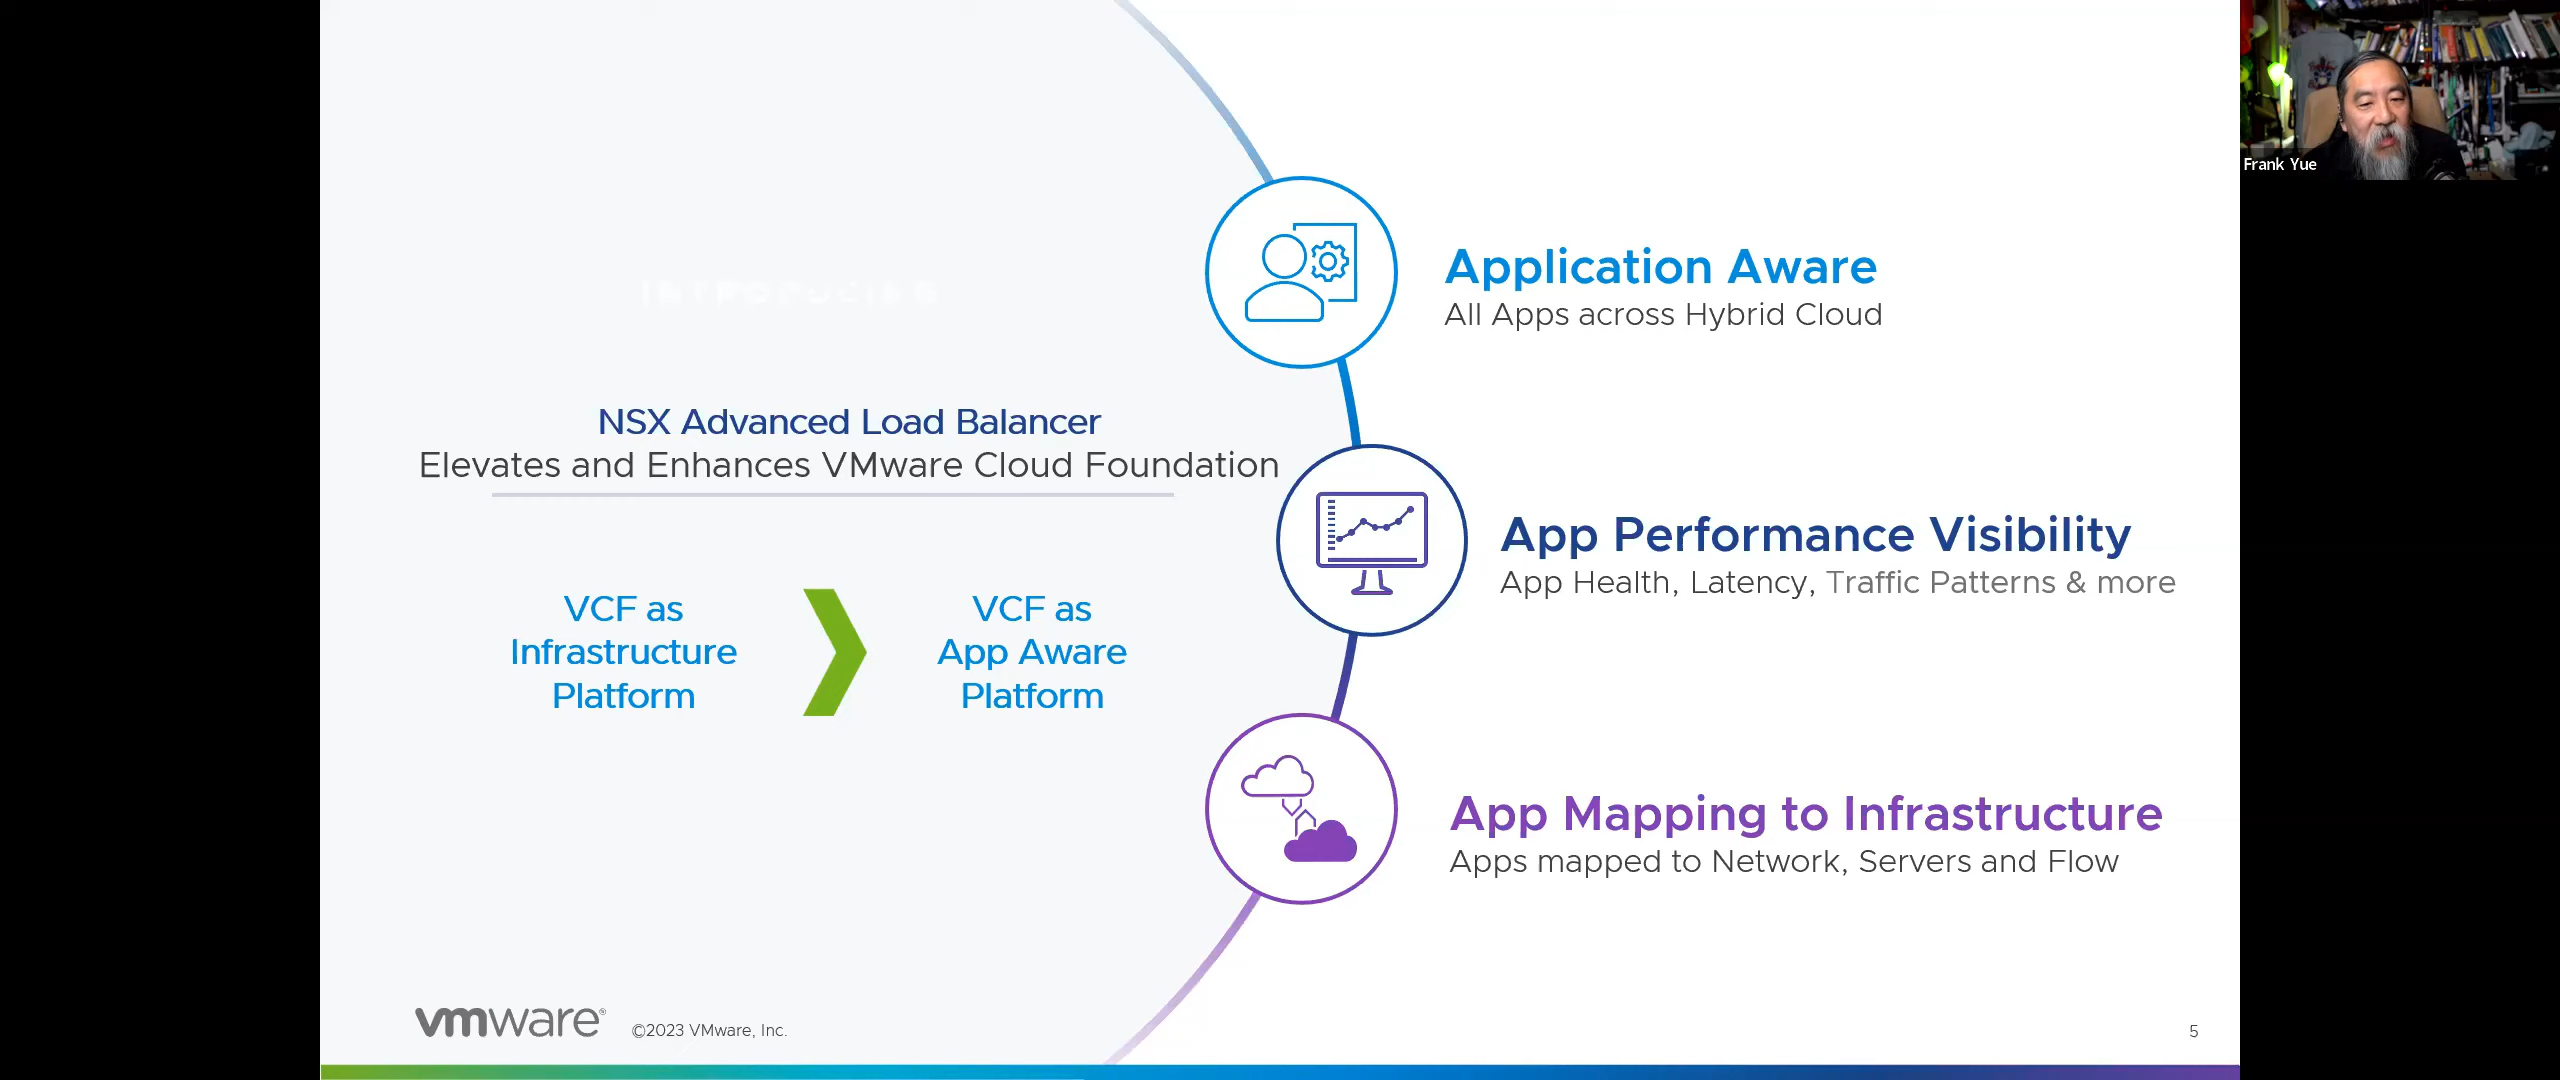 NSX Advanced Load Balancer
Elevates and Enhances VMware Cloud Foundation
VCF as
Infrastructure
Platform
VCF as
App Aware
Platform
Application Aware
All Apps across Hybrid Cloud
App Performance Visibility
App Health, Latency, Traffic Patterns & more
App Mapping to Infrastructure
Apps mapped to Network, Servers and Flow
vmware®
©2023 VMware, Inc.
5
Frank Yue